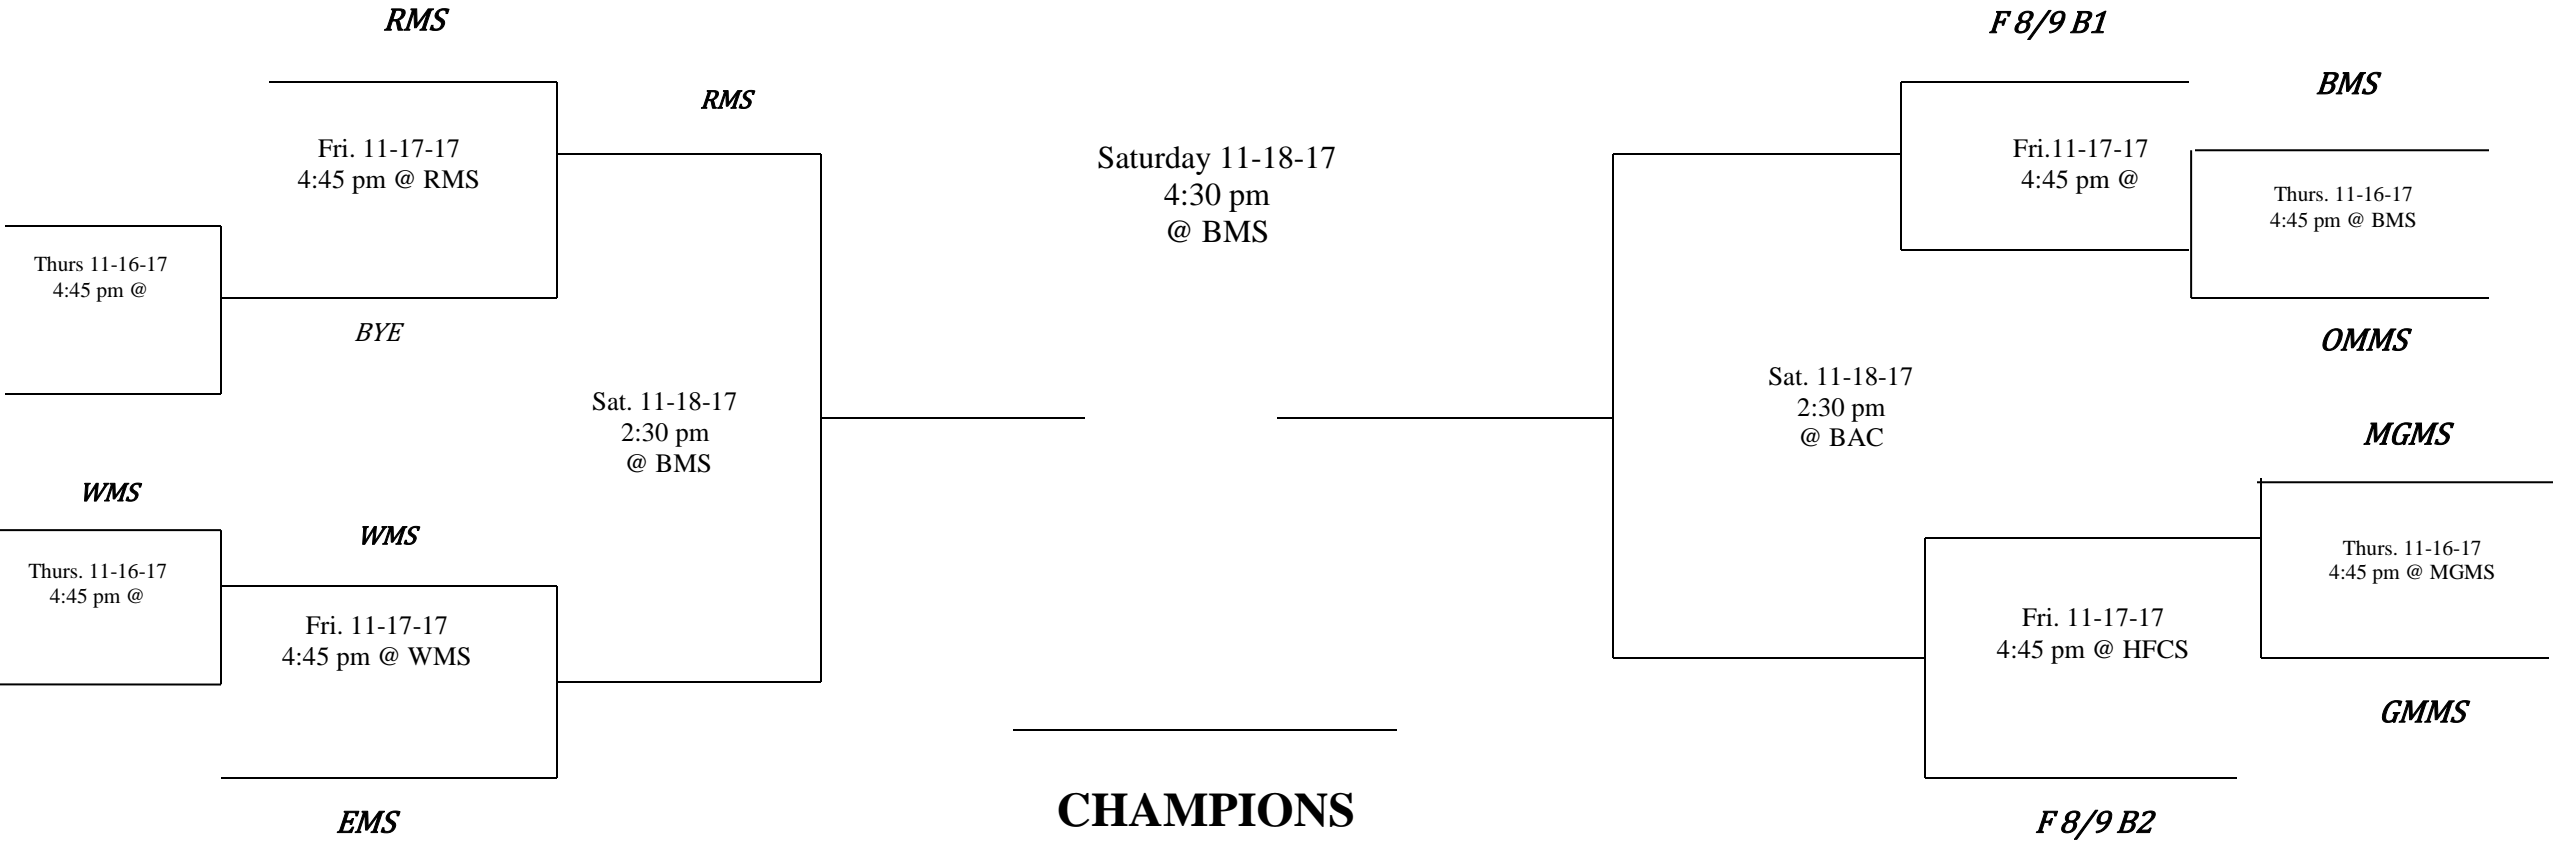 RMS
F 8/9 B1
RMS
BMS
Fri. 11-17-17
4:45 pm @ RMS
Saturday 11-18-17
4:30 pm
@ BMS
Fri.11-17-17
4:45 pm @
Thurs. 11-16-17
4:45 pm @ BMS
Thurs 11-16-17
4:45 pm @
BYE
OMMS
Sat. 11-18-17
2:30 pm
@ BMS
Sat. 11-18-17
2:30 pm
@ BAC
MGMS
WMS
WMS
Thurs. 11-16-17
4:45 pm @
Thurs. 11-16-17
4:45 pm @ MGMS
Fri. 11-17-17
4:45 pm @ WMS
Fri. 11-17-17
4:45 pm @ HFCS
GMMS
EMS
CHAMPIONS
F 8/9 B2